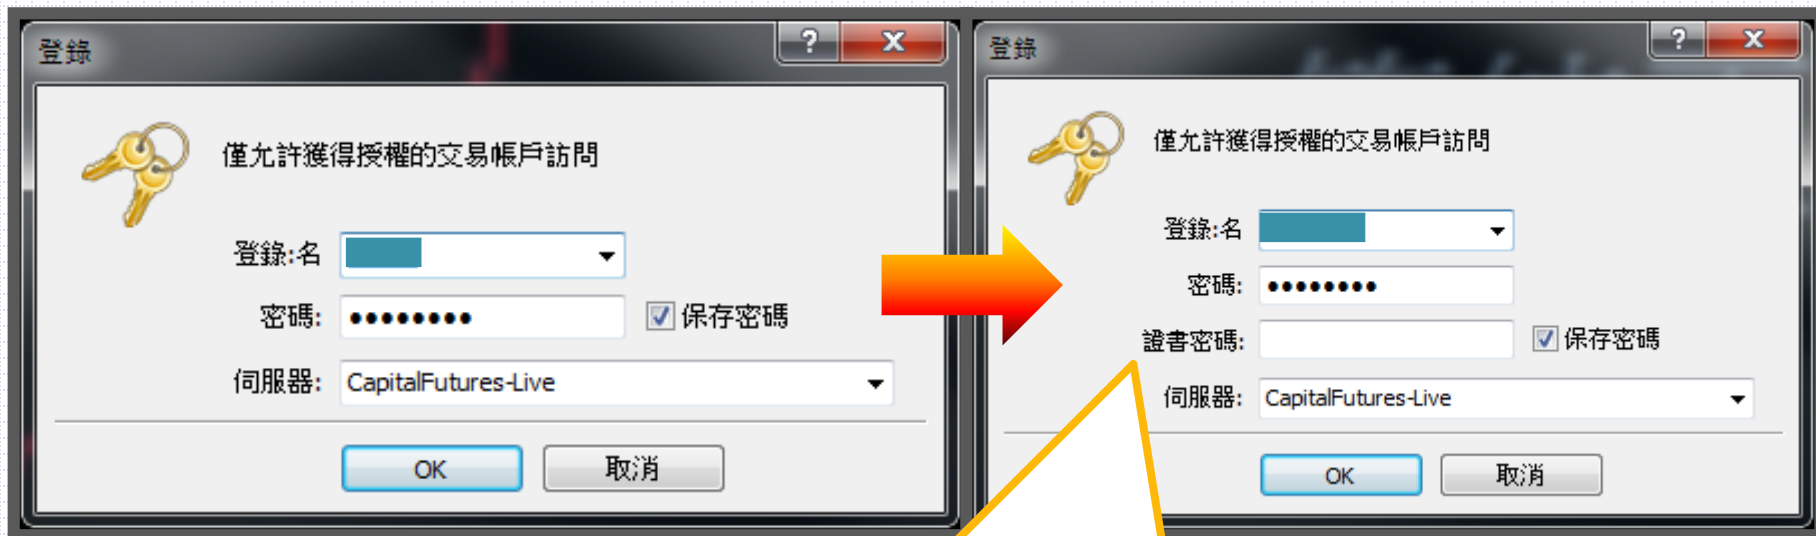 登錄
僅允許獲得授權的交易帳戶訪問
登錄:名
密碼: ●●●●●●●● 保存密碼
伺服器: CapitalFutures-Live
OK 取消
登錄
僅允許獲得授權的交易帳戶訪問
登錄:名
密碼: ●●●●●●●●
證書密碼: 保存密碼
伺服器: CapitalFutures-Live
OK 取消